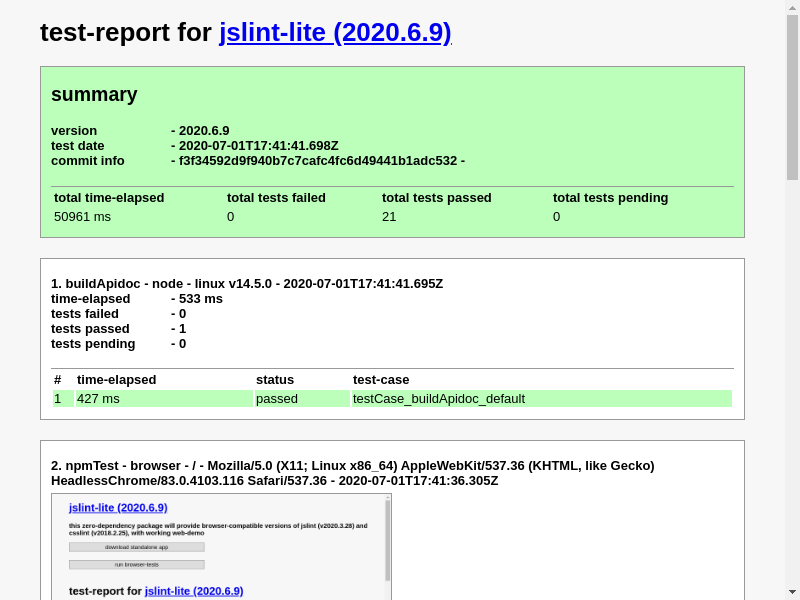 test-report for jslint-lite (2020.6.9)
summary
version - 2020.6.9
test date - 2020-07-01T17:41:41.698Z
commit info - f3f34592d9f940b7c7cafc4fc6d49441b1adc532 -
total time-elapsed total tests failed total tests passed total tests pending
50961 ms 0 21 0
1. buildApidoc - node - linux v14.5.0 - 2020-07-01T17:41:41.695Z
time-elapsed - 533 ms
tests failed - 0
tests passed - 1
tests pending - 0
# time-elapsed status test-case
1 427 ms passed testCase_buildApidoc_default
2. npmTest - browser - / - Mozilla/5.0 (X11; Linux x86_64) AppleWebKit/537.36 (KHTML, like Gecko)
HeadlessChrome/83.0.4103.116 Safari/537.36 - 2020-07-01T17:41:36.305Z
jslint-lite (2020.6.9)
this zero-dependency package will provide browser-compatible versions of jslint (v2020.3.28) and
csslint (v2018.2.25), with working web-demo
download standalone app
run browser-tests
test-report for jslint-lite (2020.6.9)